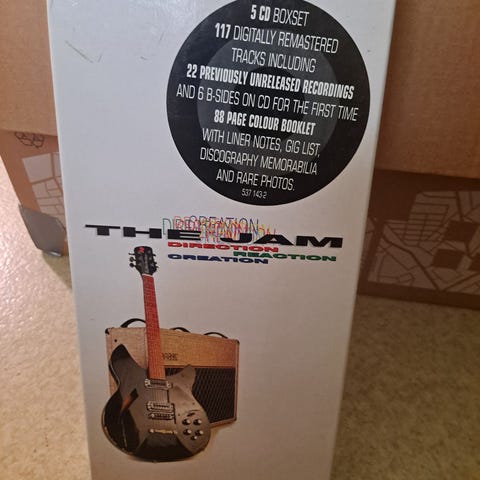 5 CD BOXSET
117 DIGITALLY REMASTERED
TRACKS INCLUDING
22 PREVIOUSLY UNRELEASED RECORDINGS
AND 6 B-SIDES ON CD FOR THE FIRST TIME
88 PAGE COLOUR BOOKLET
WITH LINER NOTES, GIG LIST,
DISCOGRAPHY MEMORABILIA
AND RARE PHOTOS.
537 143-2
CREATION
THE JAM
DIRECTION
REACTION
CREATION